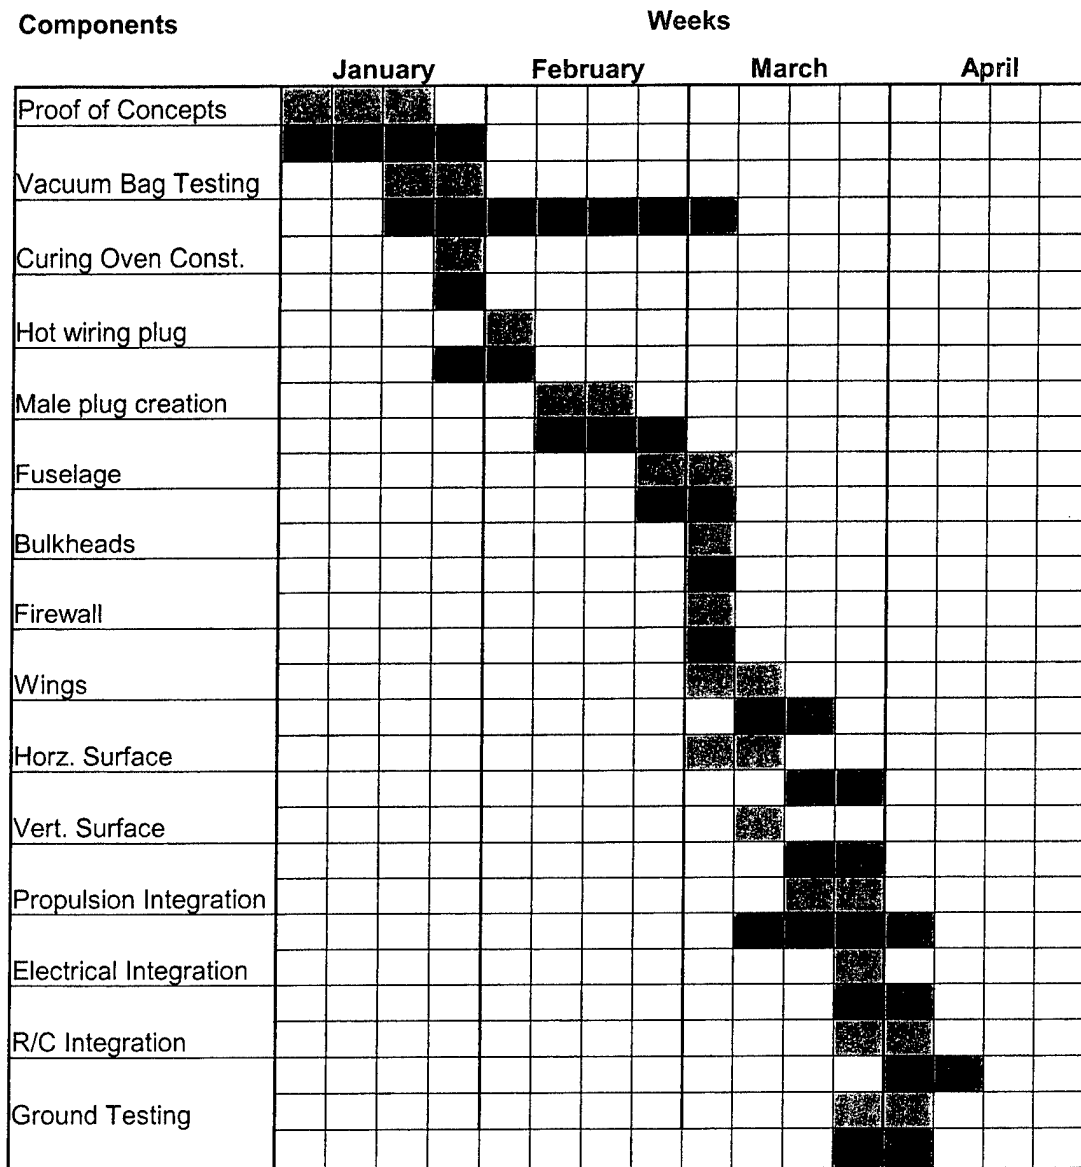 Components
Weeks
January February March April
Proof of Concepts
Vacuum Bag Testing
Curing Oven Const.
Hot wiring plug
Male plug creation
Fuselage
Bulkheads
Firewall
Wings
Horz. Surface
Vert. Surface
Propulsion Integration
Electrical Integration
R/C Integration
Ground Testing